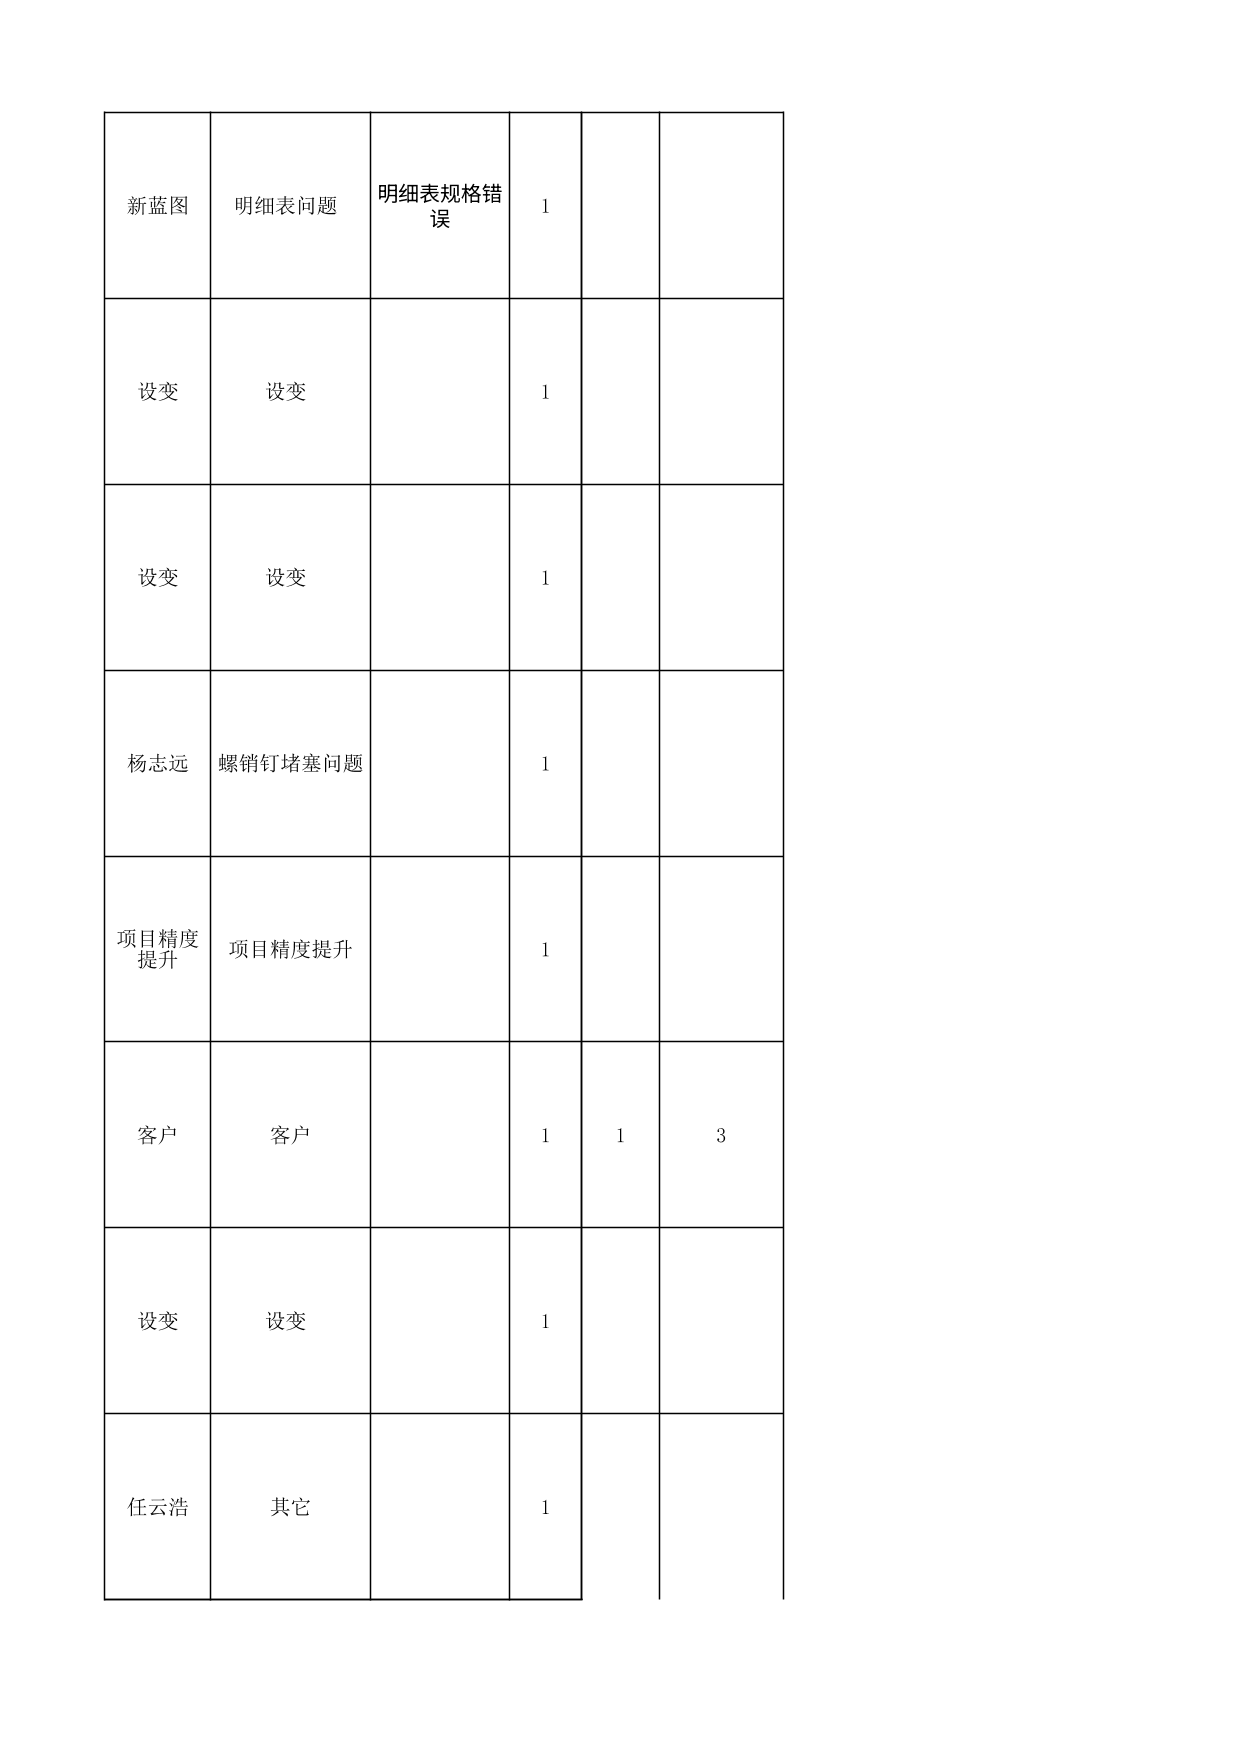 新蓝图 明细表问题 明细表规格错
误 1
设变 设变 1
设变 设变 1
杨志远 螺销钉堵塞问题 1
项目精度
提升 项目精度提升 1
客户 客户 1 1 3
设变 设变 1
任云浩 其它 1